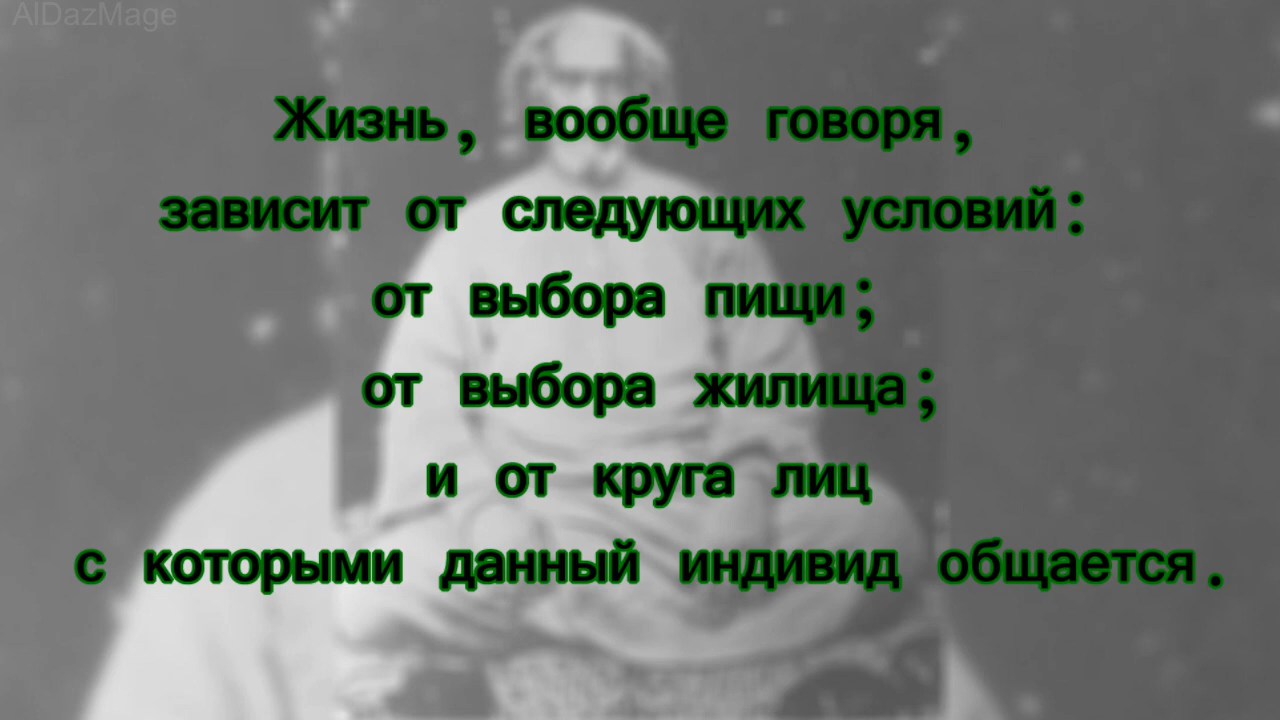 AlDazMage
Жизнь, вообще говоря,
зависит от следующих условий:
от выбора пищи;
от выбора жилища;
и от круга лиц
с которыми данный индивид общается.